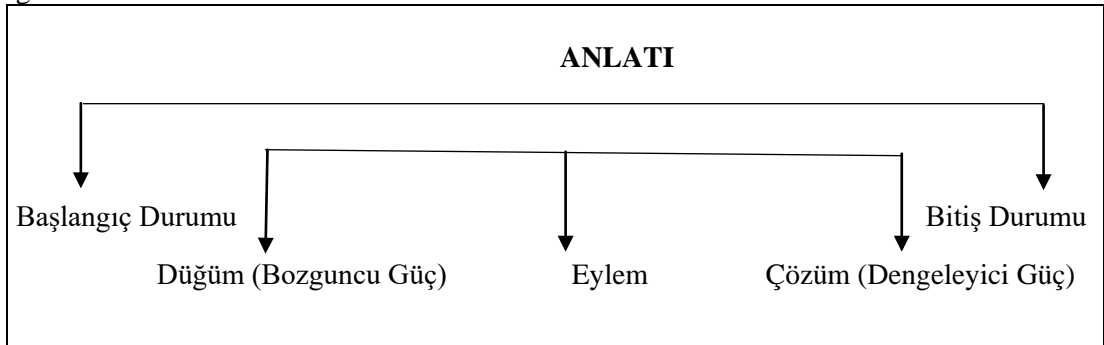 ANLATI
Başlangıç Durumu Bitiş Durumu
Düğüm (Bozguncu Güç) Eylem Çözüm (Dengeleyici Güç)